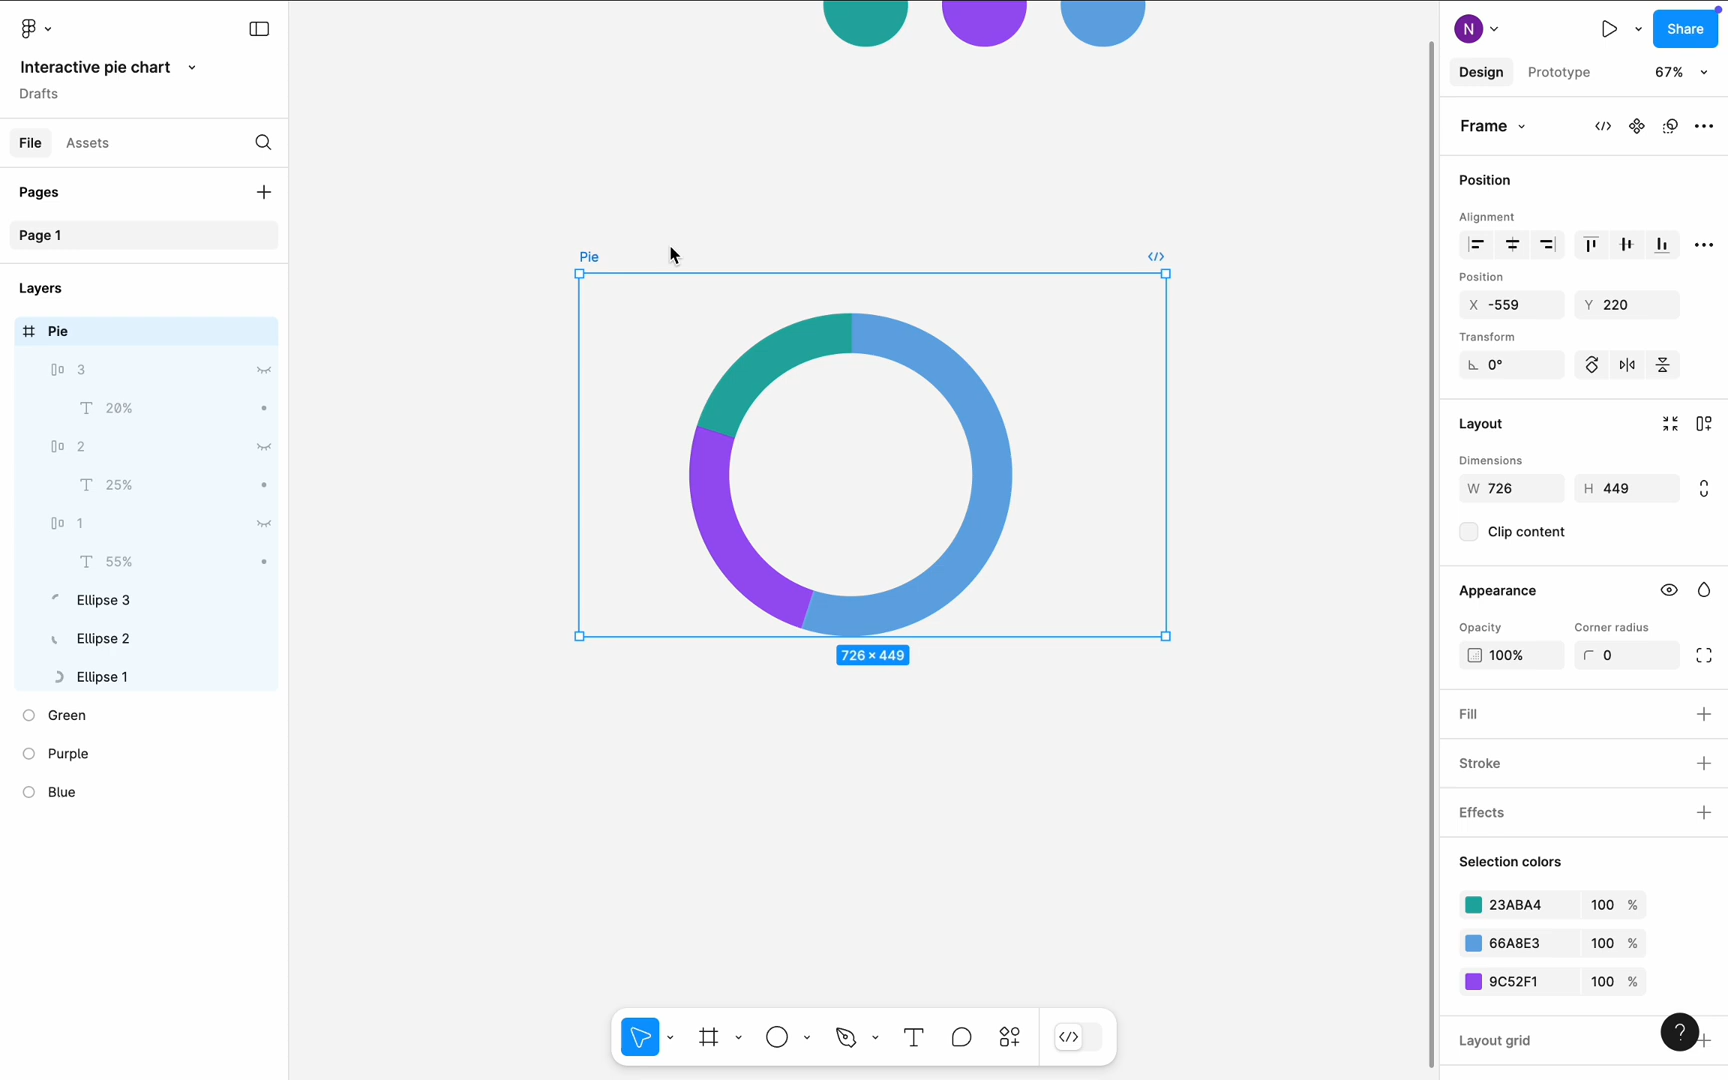 Interactive pie chart
Drafts
File
Assets
Pages
Page 1
Layers
Pie
3
20%
2
25%
1
55%
Ellipse 3
Ellipse 2
Ellipse 1
Green
Purple
Blue
Pie
726 × 449
N
Share
Design
Prototype
67%
Frame
Position
Alignment
Position
X -559
Y 220
Transform
0°
Layout
Dimensions
W 726
H 449
Clip content
Appearance
Opacity
Corner radius
100%
0
Fill
Stroke
Effects
Selection colors
23ABA4 100 %
66A8E3 100 %
9C52F1 100 %
Layout grid
?